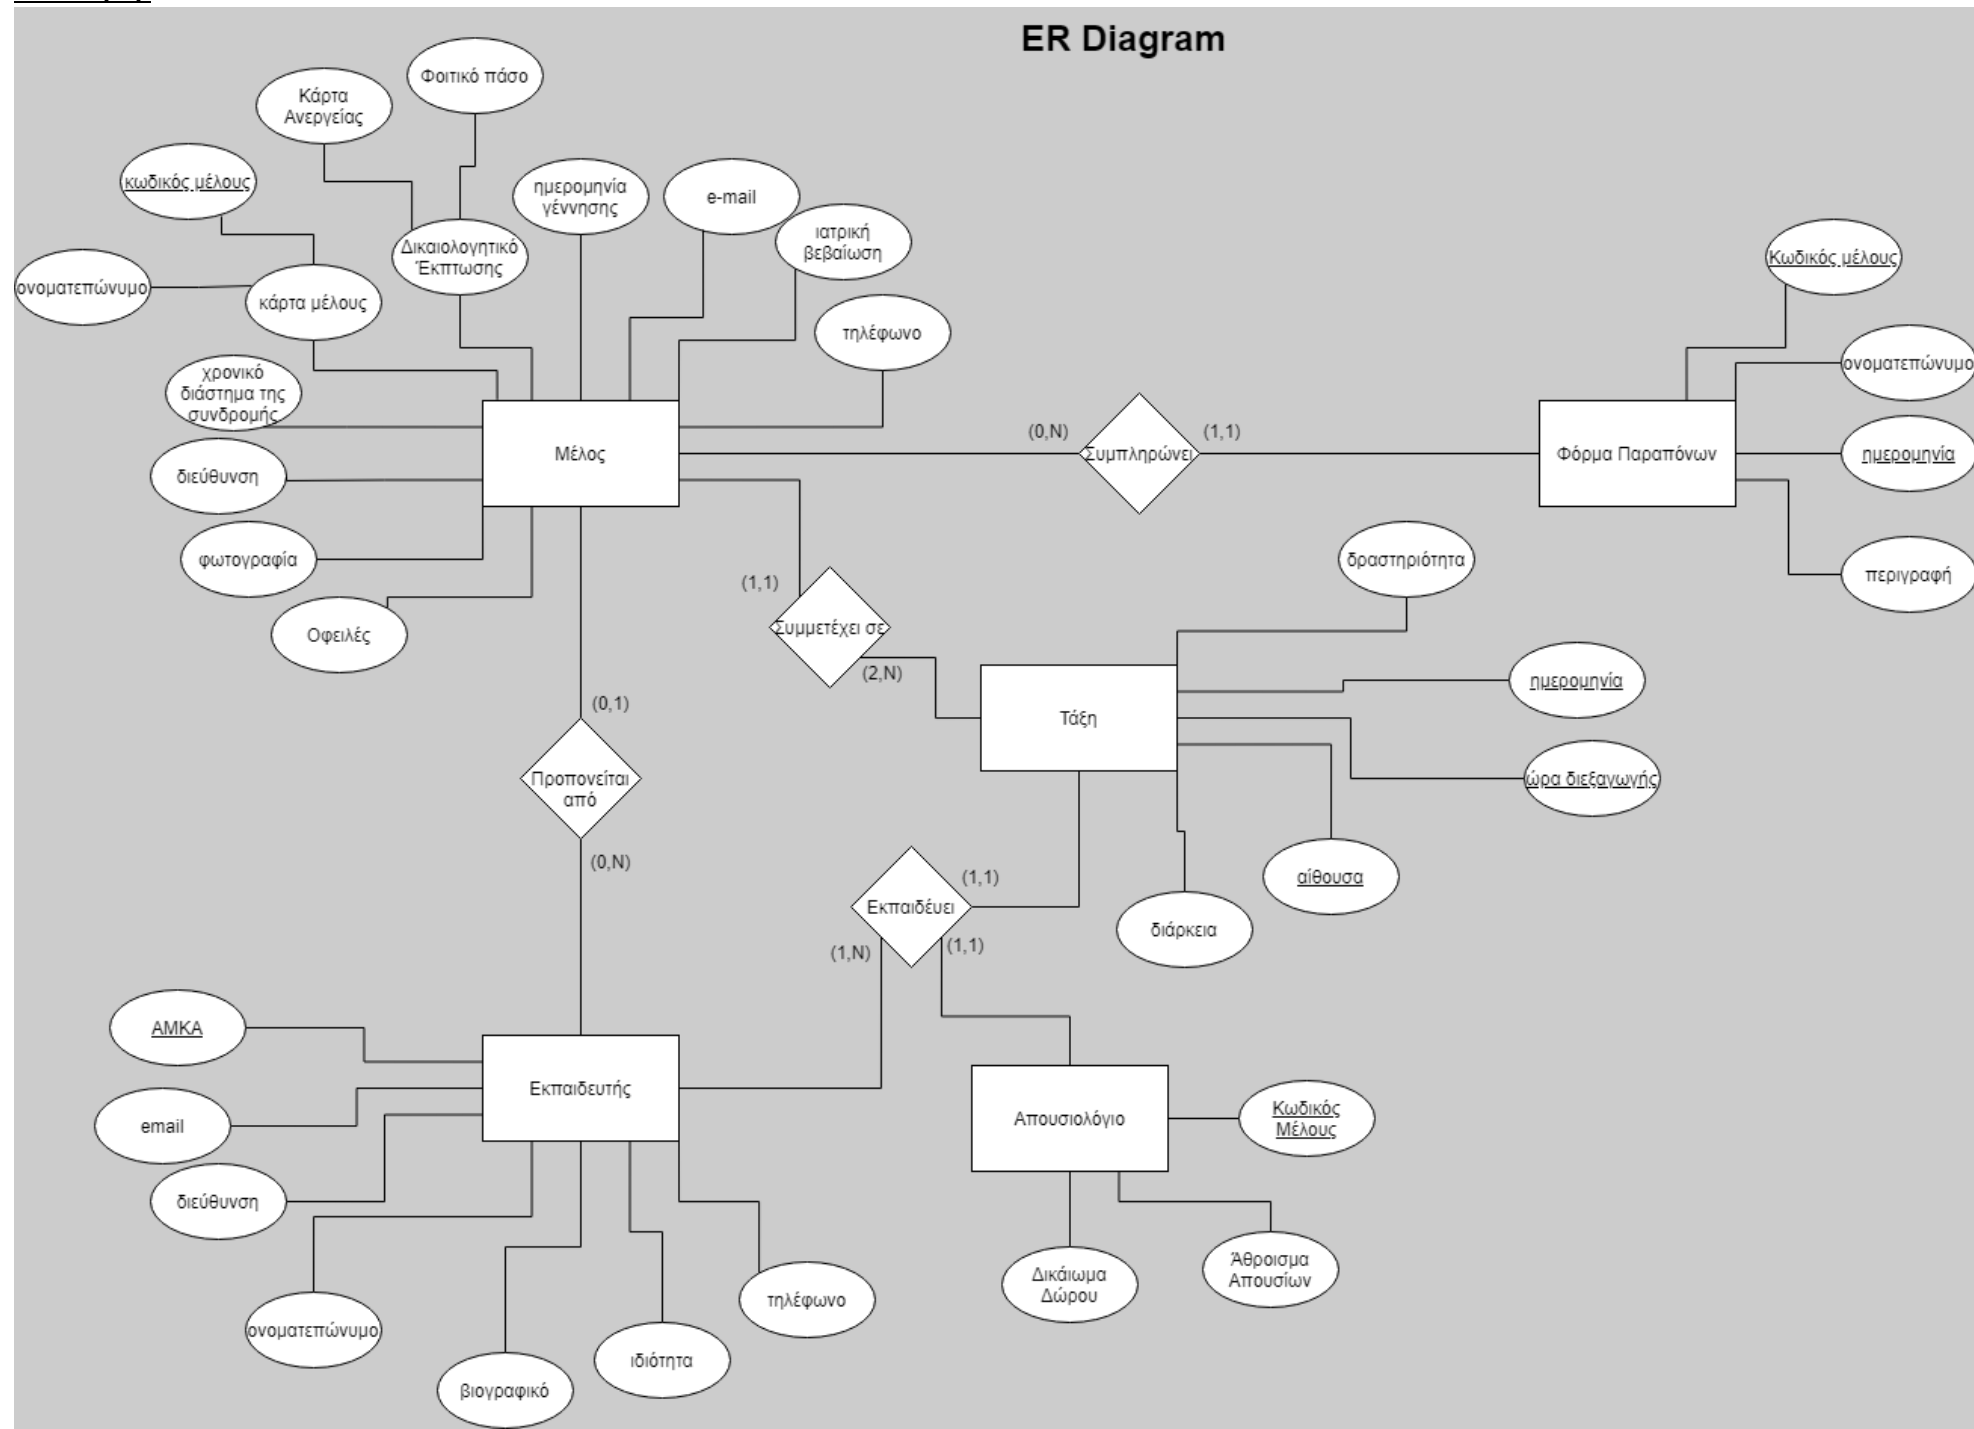 ER Diagram
Φοιτικό πάσο
Κάρτα
Ανεργείας
κωδικός μέλους
ημερομηνία
γέννησης
e-mail
ιατρική
βεβαίωση
Δικαιολογητικό
Έκπτωσης
ονοματεπώνυμο
κάρτα μέλους
τηλέφωνο
Κωδικός μέλους
ονοματεπώνυμο
χρονικό
διάστημα της
συνδρομής
(0,N)
(1,1)
Μέλος
Συμπληρώνει
Φόρμα Παραπόνων
ημερομηνία
διεύθυνση
φωτογραφία
δραστηριότητα
περιγραφή
(1,1)
Οφειλές
Συμμετέχει σε
(2,N)
ημερομηνία
(0,1)
Τάξη
Προπονείται
από
ώρα διεξαγωγής
(0,N)
(1,1)
αίθουσα
Εκπαιδέυει
διάρκεια
(1,N)
(1,1)
ΑΜΚΑ
Εκπαιδευτής
email
Απουσιολόγιο
Κωδικός
Μέλους
διεύθυνση
Δικάιωμα
Δώρου
Άθροισμα
Απουσίων
τηλέφωνο
ονοματεπώνυμο
ιδιότητα
βιογραφικό